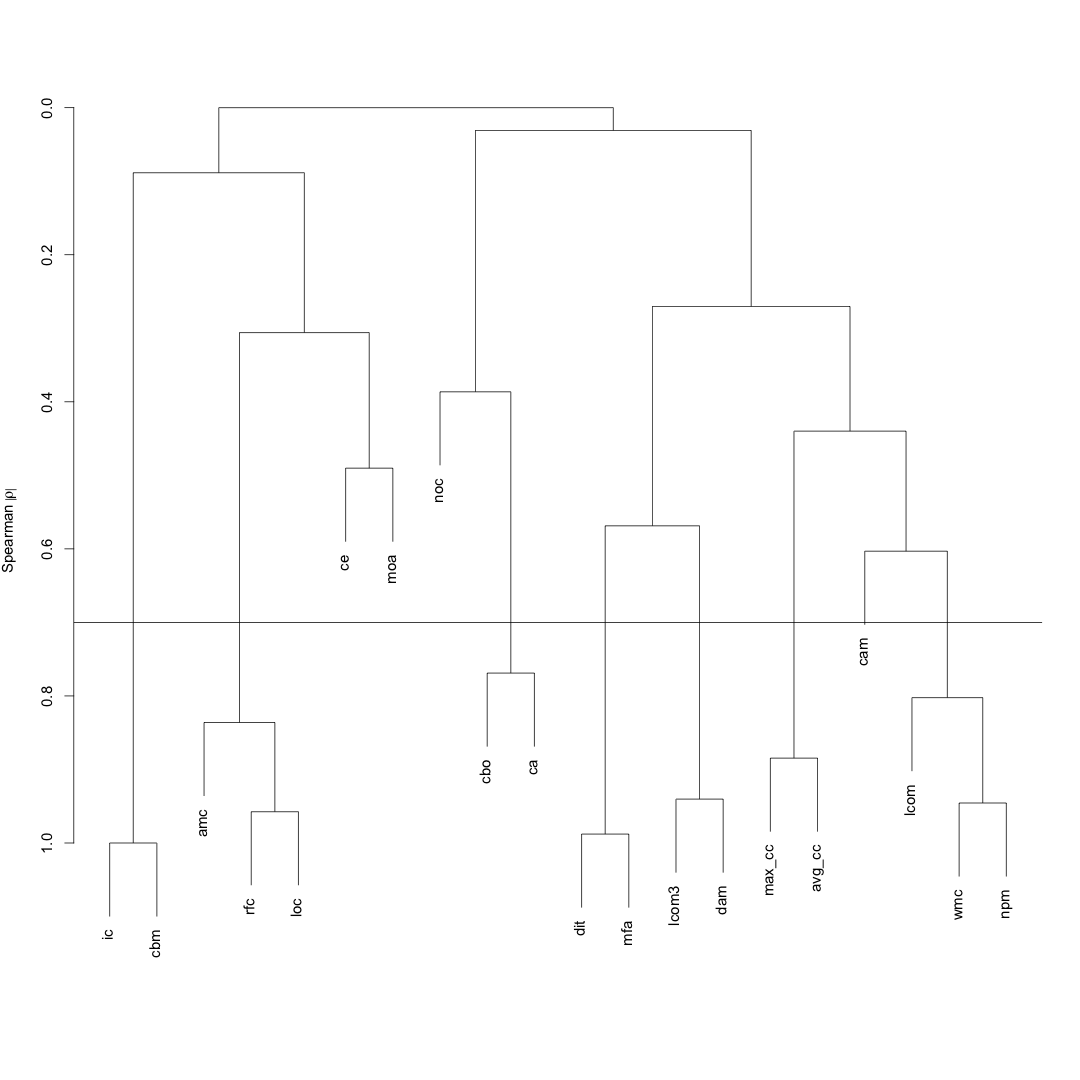 Spearman |ρ|
0.0
0.2
0.4
0.6
0.8
1.0
ic
cbm
amc
rfc
loc
ce
moa
noc
cbo
ca
dit
mfa
lcom3
dam
max_cc
avg_cc
cam
lcom
wmc
npm